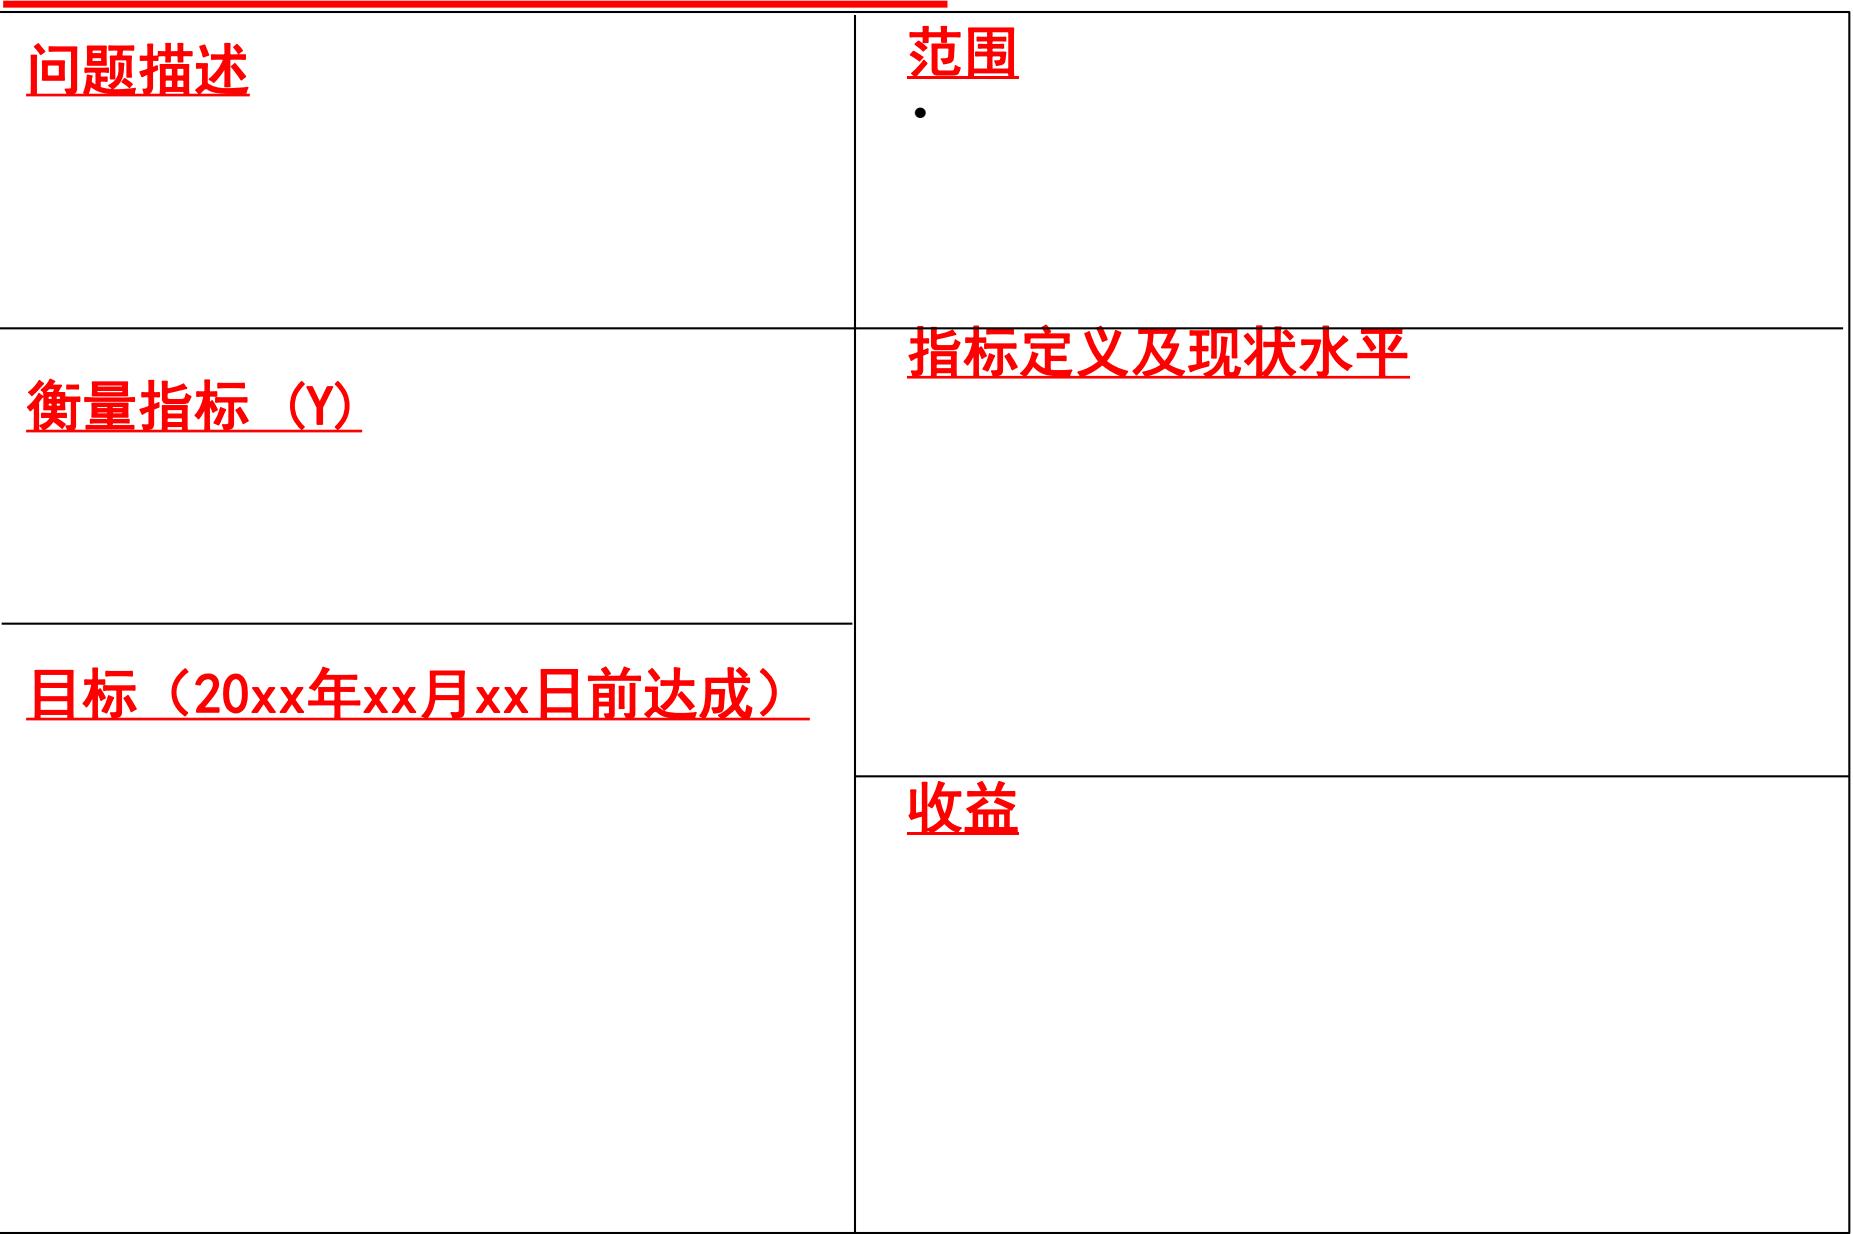 问题描述
衡量指标 (Y)
目标（20xx年xx月xx日前达成）
范围
•
指标定义及现状水平
收益